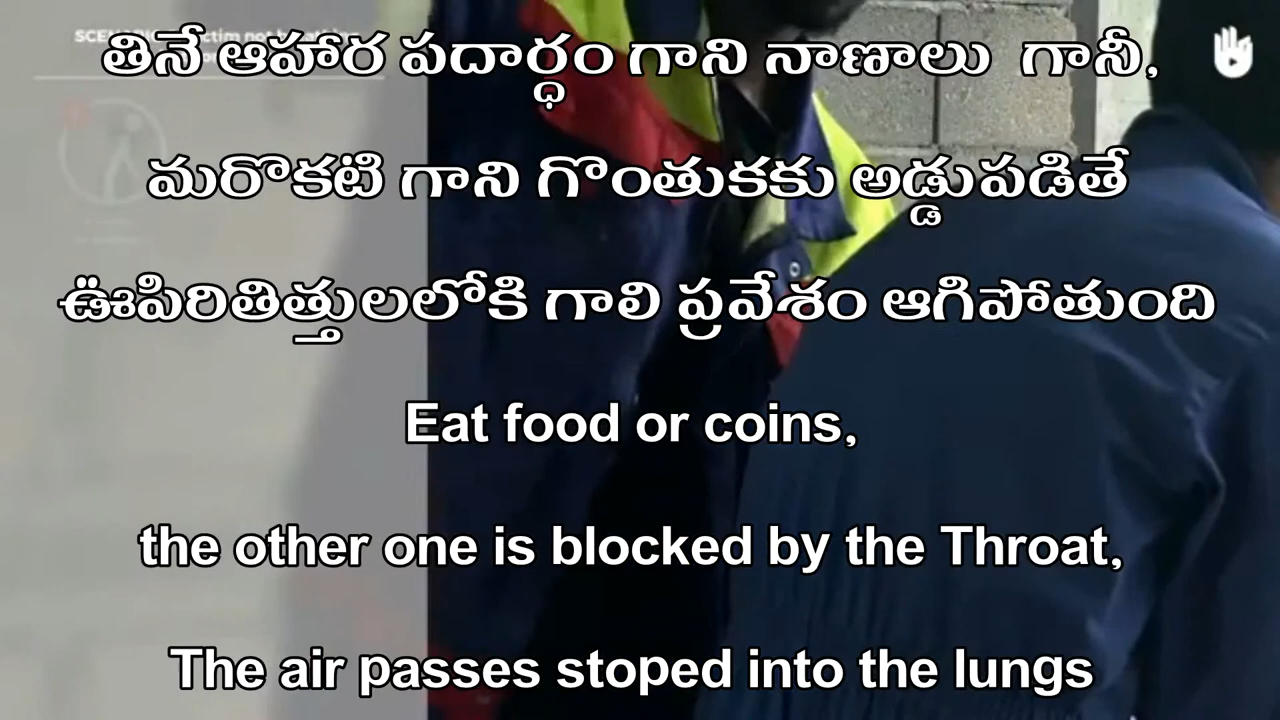 తినే ఆహార పదార్ధం గాని నాణాలు గానీ,
మరొకటి గాని గొంతుకకు అడ్డుపడితే
ఊపిరితిత్తులలోకి గాలి ప్రవేశం ఆగిపోతుంది
Eat food or coins,
the other one is blocked by the Throat,
The air passes stoped into the lungs